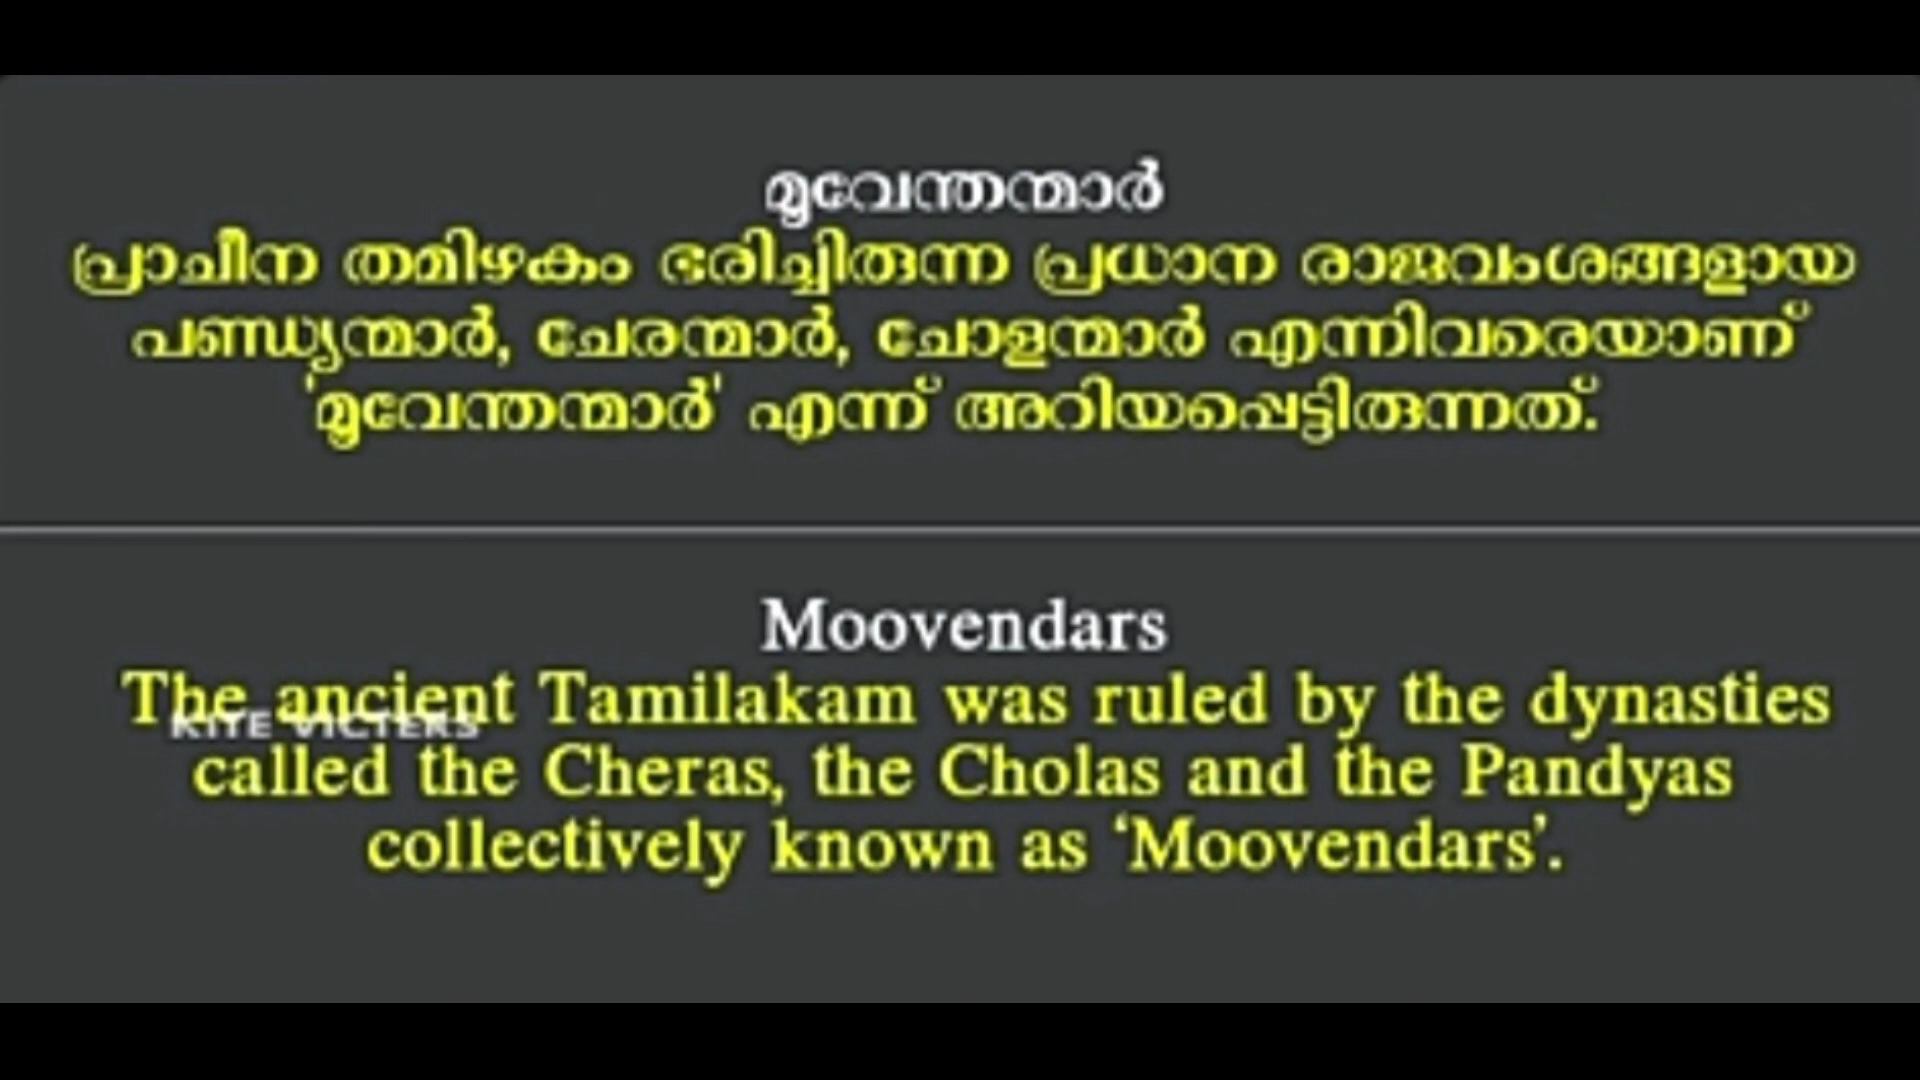 മൂവേന്തന്മാർ
പ്രാചീന തമിഴകം ഭരിച്ചിരുന്ന പ്രധാന രാജവംശങ്ങളായ
പണ്ഡ്യന്മാർ, ചേരന്മാർ, ചോളന്മാർ എന്നിവരെയാണ്
'മൂവേന്തന്മാർ' എന്ന് അറിയപ്പെട്ടിരുന്നത്.
Moovendars
The ancient Tamilakam was ruled by the dynasties
KITE VICTERS
called the Cheras, the Cholas and the Pandyas
collectively known as ‘Moovendars’.